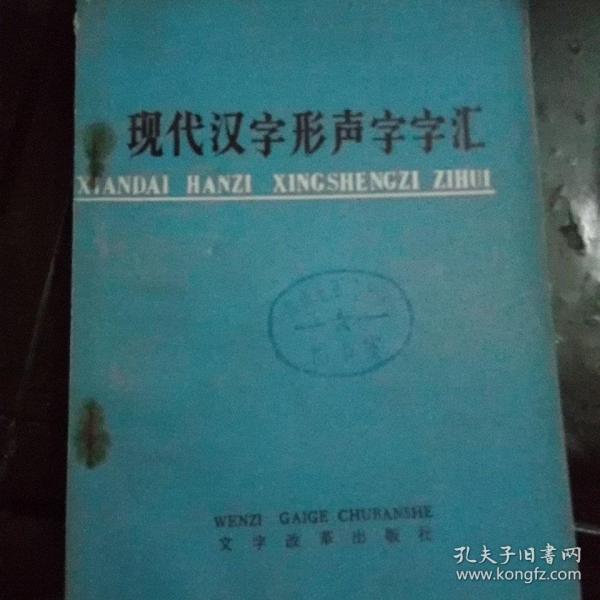 现代汉字形声字字汇
XIANDAI HANZI XINGSHENGZI ZIHUI
WENZI GAIGE CHUBANSHE
文字改革出版社
孔夫子旧书网
www.kongfz.com